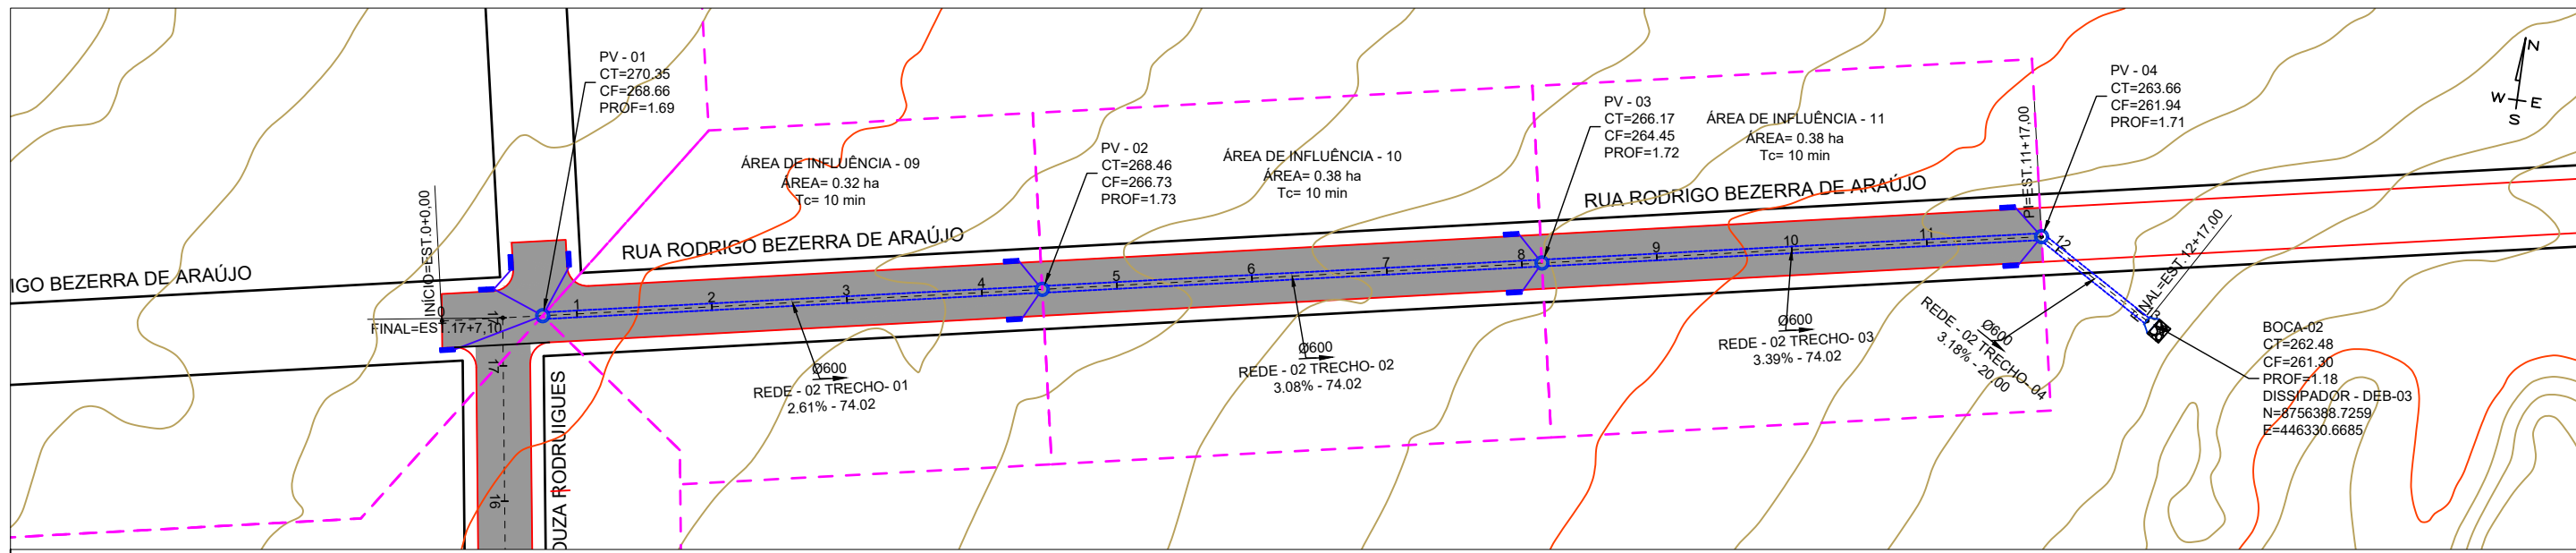 PV - 01
CT=270.35
CF=268.66
PROF=1.69
ÁREA DE INFLUÊNCIA - 09
ÁREA= 0.32 ha
Tc= 10 min
PV - 02
CT=268.46
CF=266.73
PROF=1.73
ÁREA DE INFLUÊNCIA - 10
ÁREA= 0.38 ha
Tc= 10 min
PV - 03
CT=266.17
CF=264.45
PROF=1.72
ÁREA DE INFLUÊNCIA - 11
ÁREA= 0.38 ha
Tc= 10 min
PV - 04
CT=263.66
CF=261.94
PROF=1.71
N
W E
S
INÍCIO=EST.0+0,00
PI=EST.11+17,00
IGO BEZERRA DE ARAÚJO
RUA RODRIGO BEZERRA DE ARAÚJO
RUA RODRIGO BEZERRA DE ARAÚJO
0
1
2
3
4
5
6
7
8
9
10
11
12
NAL=EST.12+17,00
FINAL=EST.17+7,10
17
16
OUZA RODRUIGUES
Ø600
REDE - 02 TRECHO- 01
2.61% - 74.02
Ø600
REDE - 02 TRECHO- 02
3.08% - 74.02
Ø600
REDE - 02 TRECHO- 03
3.39% - 74.02
Ø600
REDE - 02 TRECHO- 04
3.18% - 20.00
BOCA-02
CT=262.48
CF=261.30
PROF=1.18
DISSIPADOR - DEB-03
N=8756388.7259
E=446330.6685